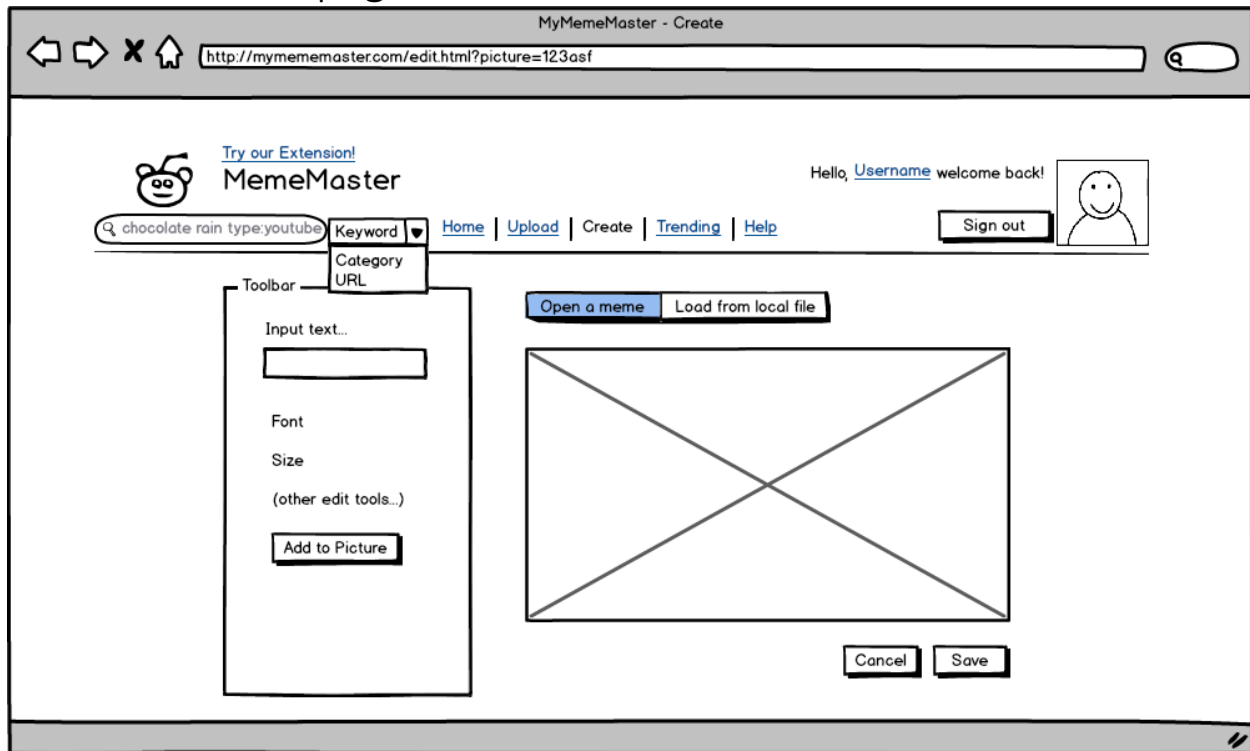 MyMemeMaster - Create
http://mymememaster.com/edit.html?picture=123asf
Try our Extension!
MemeMaster
Hello, Username welcome back!
chocolate rain type:youtube
Keyword
Home
Upload
Create
Trending
Help
Sign out
Category
URL
Toolbar
Open a meme
Load from local file
Input text...
Font
Size
(other edit tools...)
Add to Picture
Cancel
Save